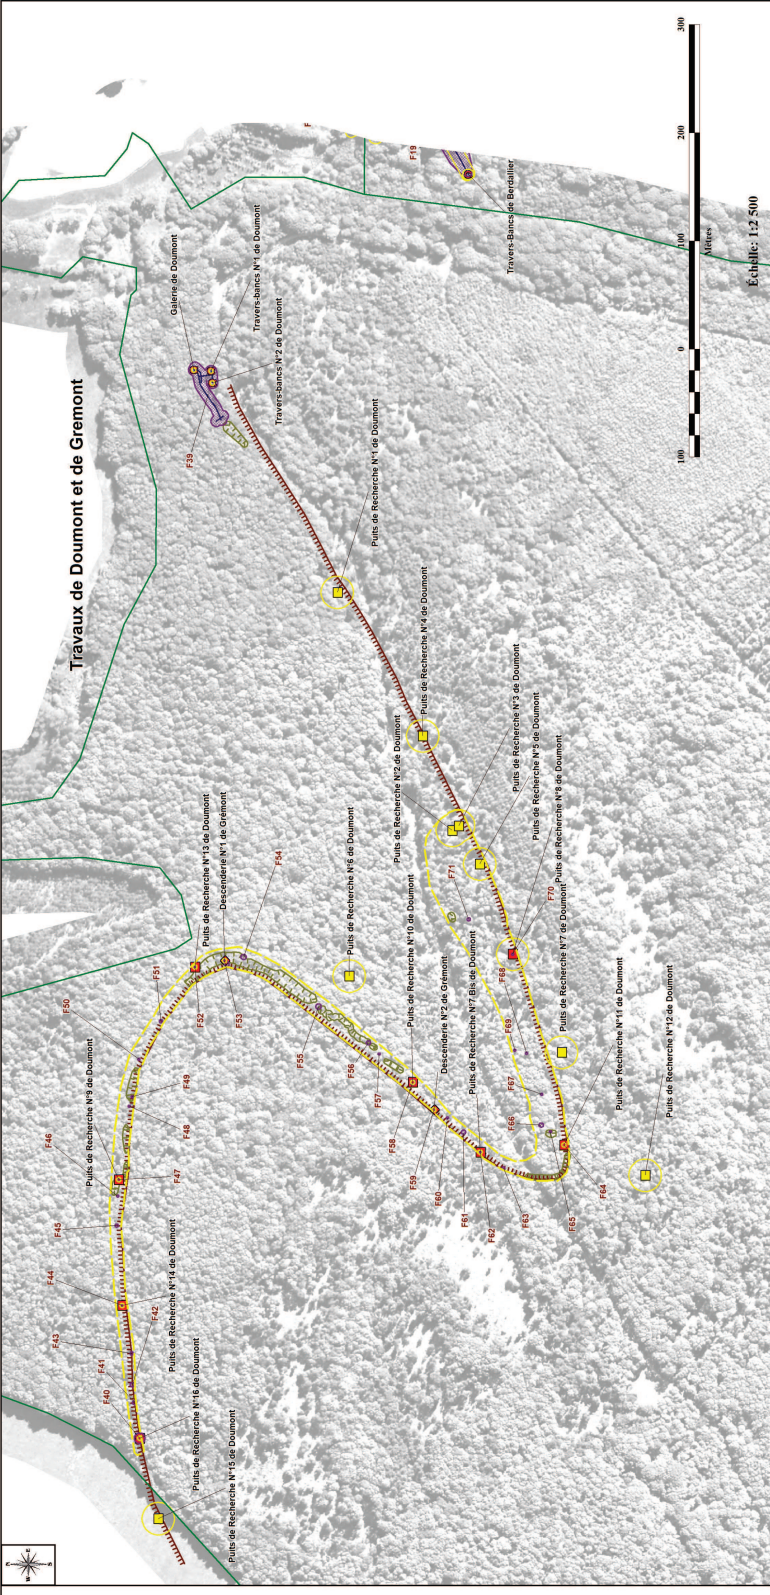 Travaux de Doumont et de Gremont
N
W
E
S
Puits de Recherche N°15 de Doumont
Puits de Recherche N°16 de Doumont
F40
F41
F42
F43
F44
Puits de Recherche N°14 de Doumont
F45
F46
F47
Puits de Recherche N°9 de Doumont
F48
F49
F50
F51
F52
Puits de Recherche N°13 de Doumont
Descenderie N°1 de Grémont
F53
F54
F55
Puits de Recherche N°6 de Doumont
F56
F57
F58
Puits de Recherche N°10 de Doumont
Descenderie N°2 de Grémont
F59
F60
F61
F62
Puits de Recherche N°7 Bis de Doumont
F63
F64
F65
F66
F67
F68
F69
F70
F71
Puits de Recherche N°2 de Doumont
Puits de Recherche N°4 de Doumont
Puits de Recherche N°3 de Doumont
Puits de Recherche N°5 de Doumont
Puits de Recherche N°8 de Doumont
Puits de Recherche N°7 de Doumont
Puits de Recherche N°11 de Doumont
Puits de Recherche N°12 de Doumont
Puits de Recherche N°1 de Doumont
F39
Galerie de Doumont
Travers-bancs N°1 de Doumont
Travers-bancs N°2 de Doumont
F19
Travers-Bancs de Berdallier
100
0
100
200
300
Mètres
Échelle: 1:2 500